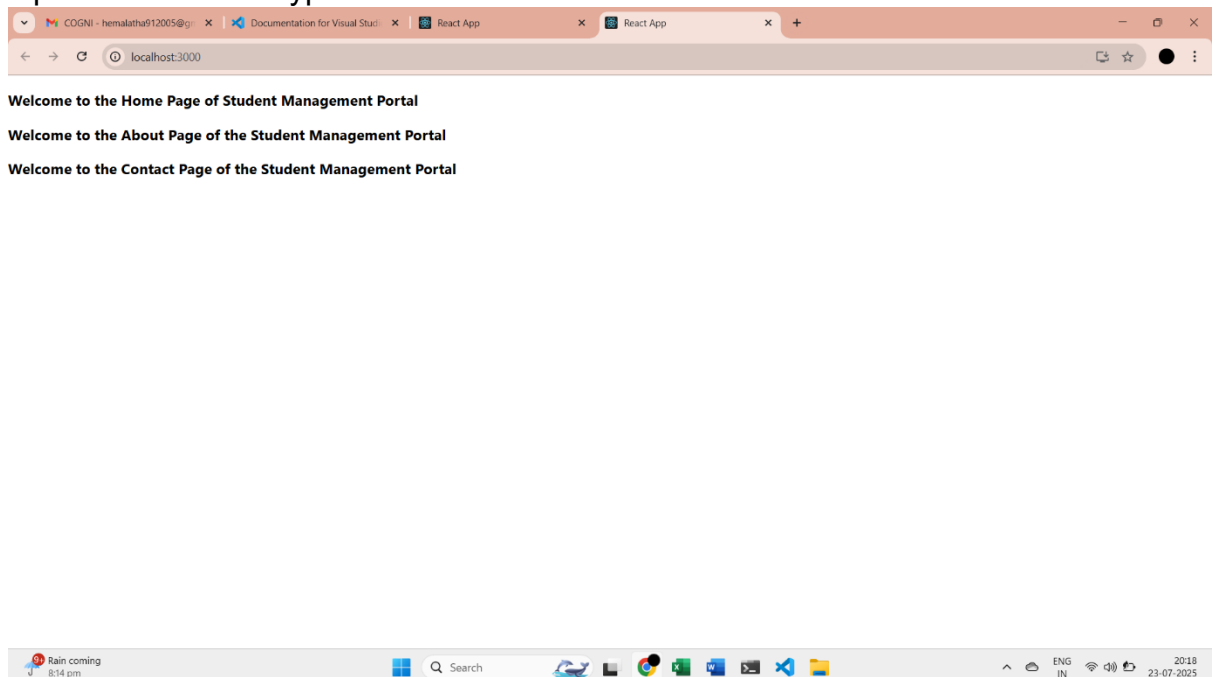 COGNI - hemalatha912005@gm
Documentation for Visual Studi
React App
React App
localhost:3000
Welcome to the Home Page of Student Management Portal
Welcome to the About Page of the Student Management Portal
Welcome to the Contact Page of the Student Management Portal
9+
Rain coming
8:14 pm
Search
ENG
IN
20:18
23-07-2025